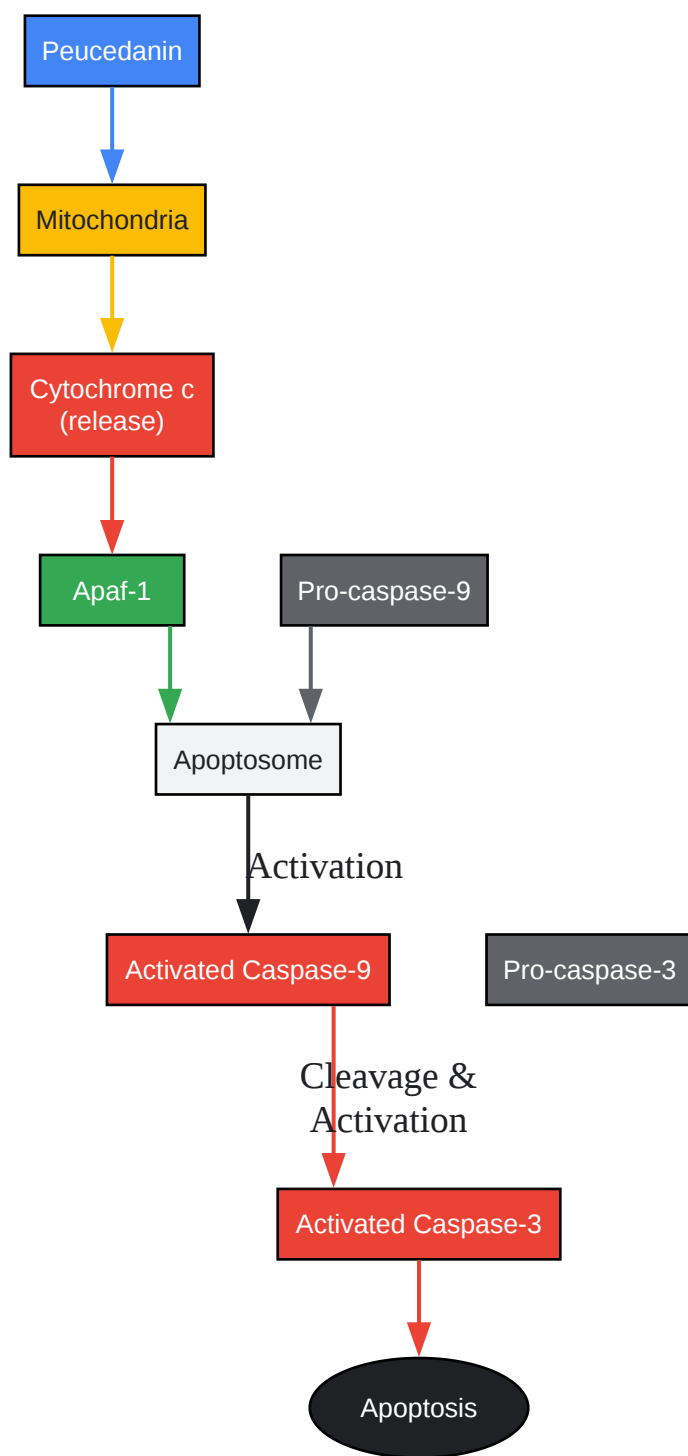 Peucedanin
Mitochondria
Cytochrome c
(release)
Apaf-1
Pro-caspase-9
Apoptosome
Activation
Activated Caspase-9
Pro-caspase-3
Cleavage &
Activation
Activated Caspase-3
Apoptosis